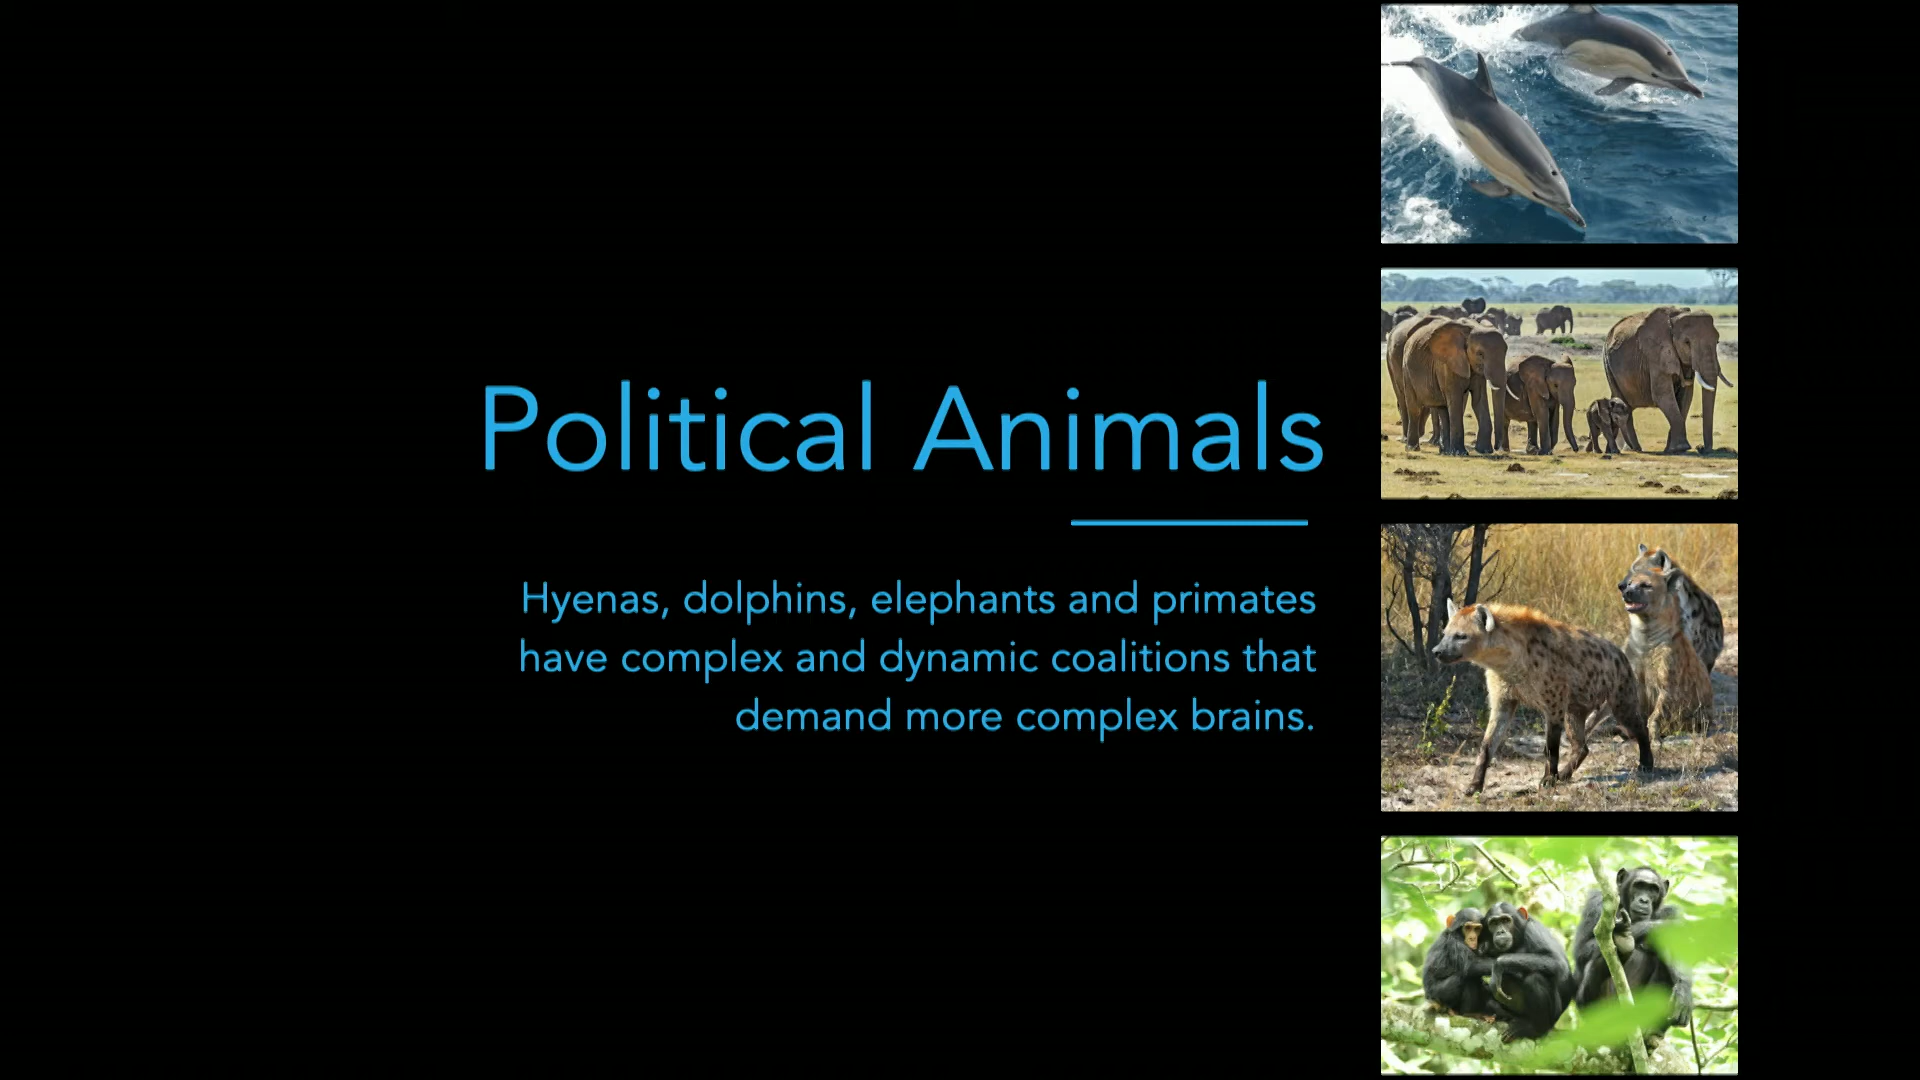 Political Animals
Hyenas, dolphins, elephants and primates
have complex and dynamic coalitions that
demand more complex brains.